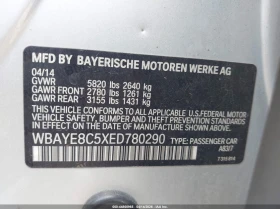 MFD BY BAYERISCHE MOTOREN WERKE AG
04/14
GVWR 5820 LBS 2640 kg
GAWR FRONT 2780 LBS 1261 kg
GAWR REAR 3155 LBS 1431 kg
THIS VEHICLE CONFORMS TO ALL APPLICABLE
FEDERAL MOTOR VEHICLE SAFETY, BUMPER AND
THEFT PREVENTION STANDARDS IN EFFECT ON
THE DATE OF MANUFACTURE SHOWN ABOVE.
WBAYE8C5XED780290 TYPE: PASSENGER CAR